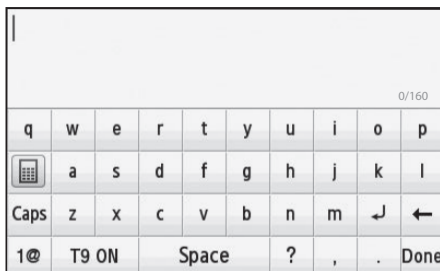 0/160
q w e r t y u i o p
a s d f g h j k l
Caps z x c v b n m ↲ ←
1@ T9 ON Space ? , . Done